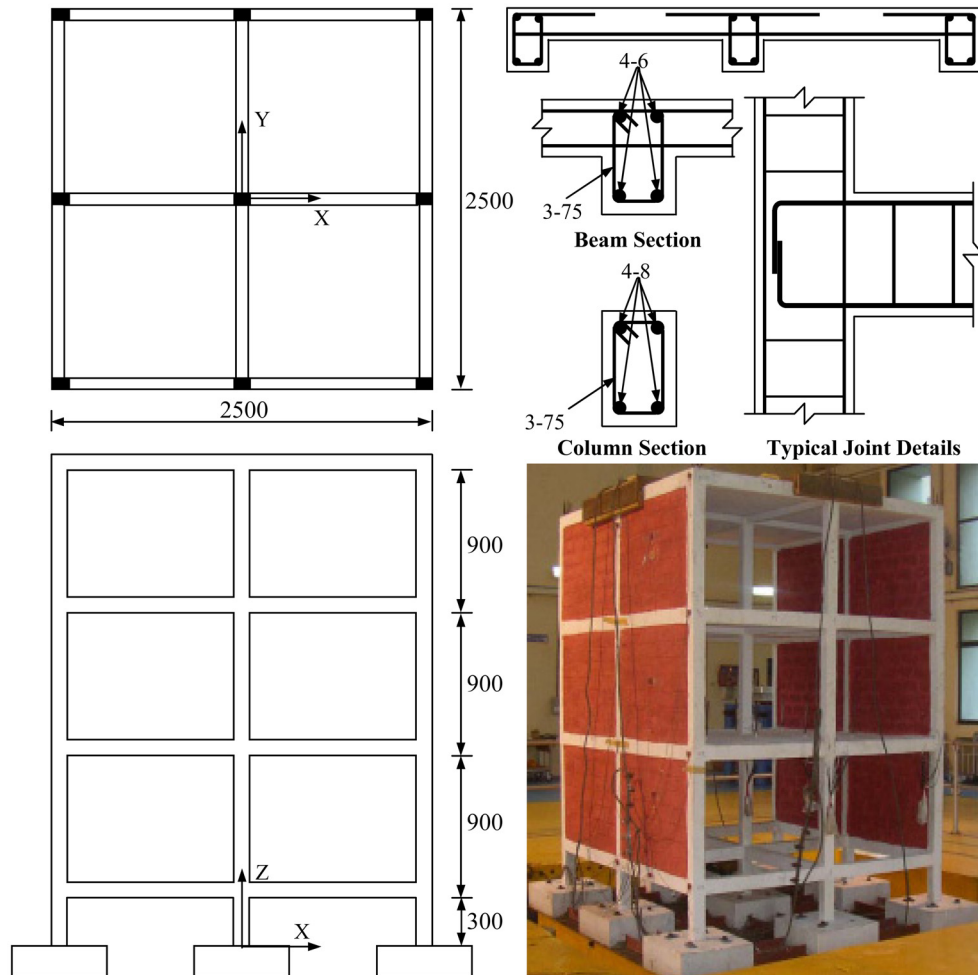 Y
X
2500
2500
4-6
3-75
Beam Section
4-8
3-75
Column Section
Typical Joint Details
900
900
900
Z
X
300